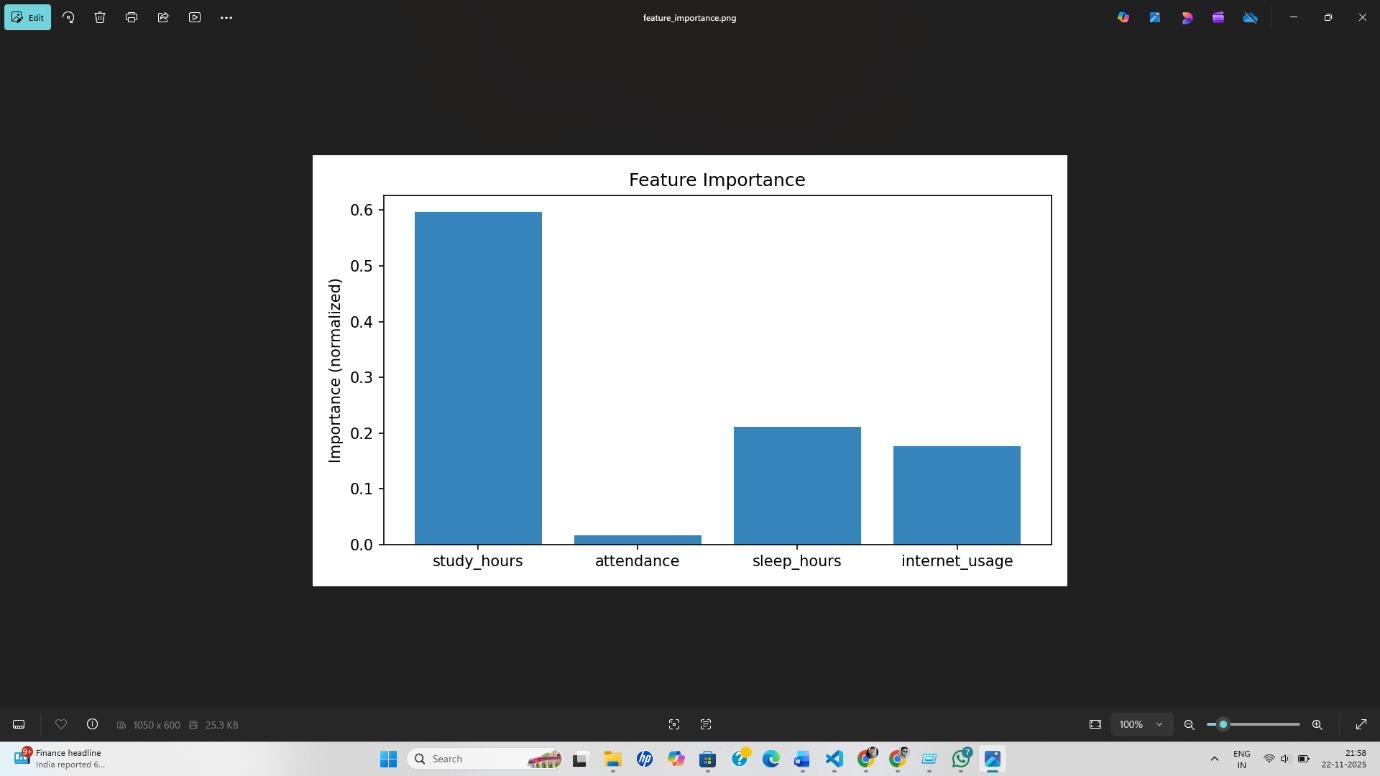 Edit
feature_importance.png
Feature Importance
0.6
0.5
0.4
0.3
0.2
0.1
0.0
Importance (normalized)
study_hours attendance sleep_hours internet_usage
1050 x 600 25.3 KB
100%
9+
Finance headline
India reported 6...
Search
7
ENG
IN
21:58
22-11-2025